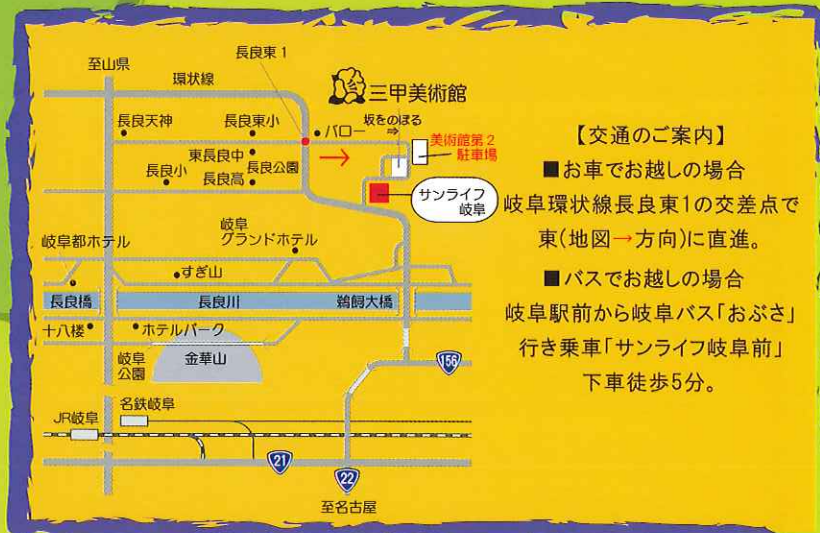 長良東1
至山県
環状線
三甲美術館
坂をのぼる
⇒
長良天神
長良東小
バロー
美術館第2
駐車場
東長良中
長良公園
長良小
長良高
サンライフ
岐阜
岐阜
グランドホテル
岐阜都ホテル
すぎ山
長良橋
長良川
鵜飼大橋
十八楼
ホテルパーク
岐阜
公園
金華山
156
名鉄岐阜
JR岐阜
21
22
至名古屋
【交通のご案内】
■お車でお越しの場合
岐阜環状線長良東1の交差点で
東(地図→方向)に直進。
■バスでお越しの場合
岐阜駅前から岐阜バス「おぶさ」
行き乗車「サンライフ岐阜前」
下車徒歩5分。